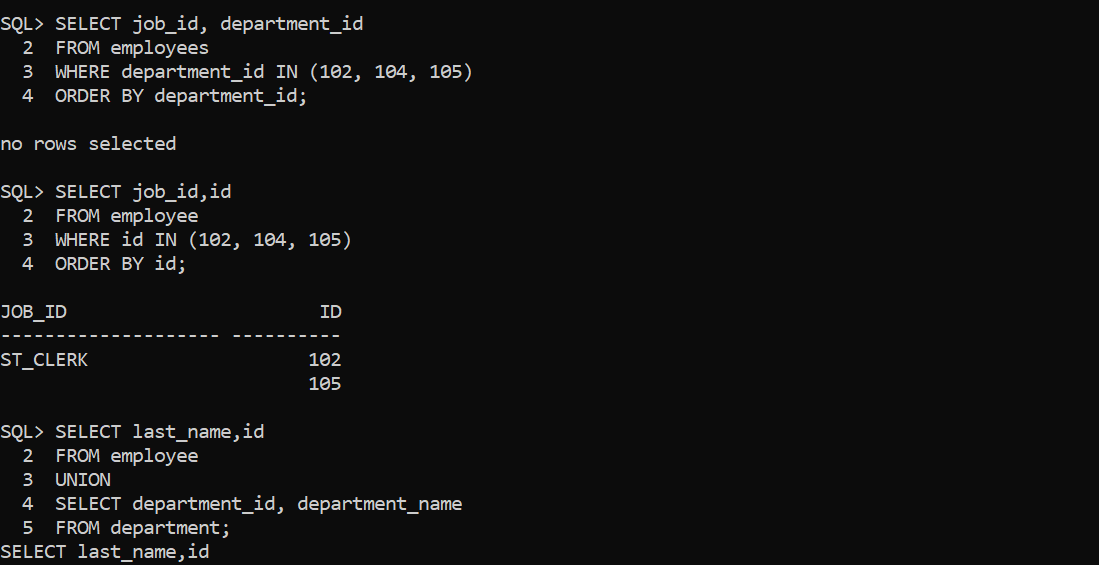 SQL> SELECT job_id, department_id
  2  FROM employees
  3  WHERE department_id IN (102, 104, 105)
  4  ORDER BY department_id;
no rows selected
SQL> SELECT job_id,id
  2  FROM employee
  3  WHERE id IN (102, 104, 105)
  4  ORDER BY id;
JOB_ID                       ID
-------------------- ----------
ST_CLERK                    102
                            105
SQL> SELECT last_name,id
  2  FROM employee
  3  UNION
  4  SELECT department_id, department_name
  5  FROM department;
SELECT last_name,id